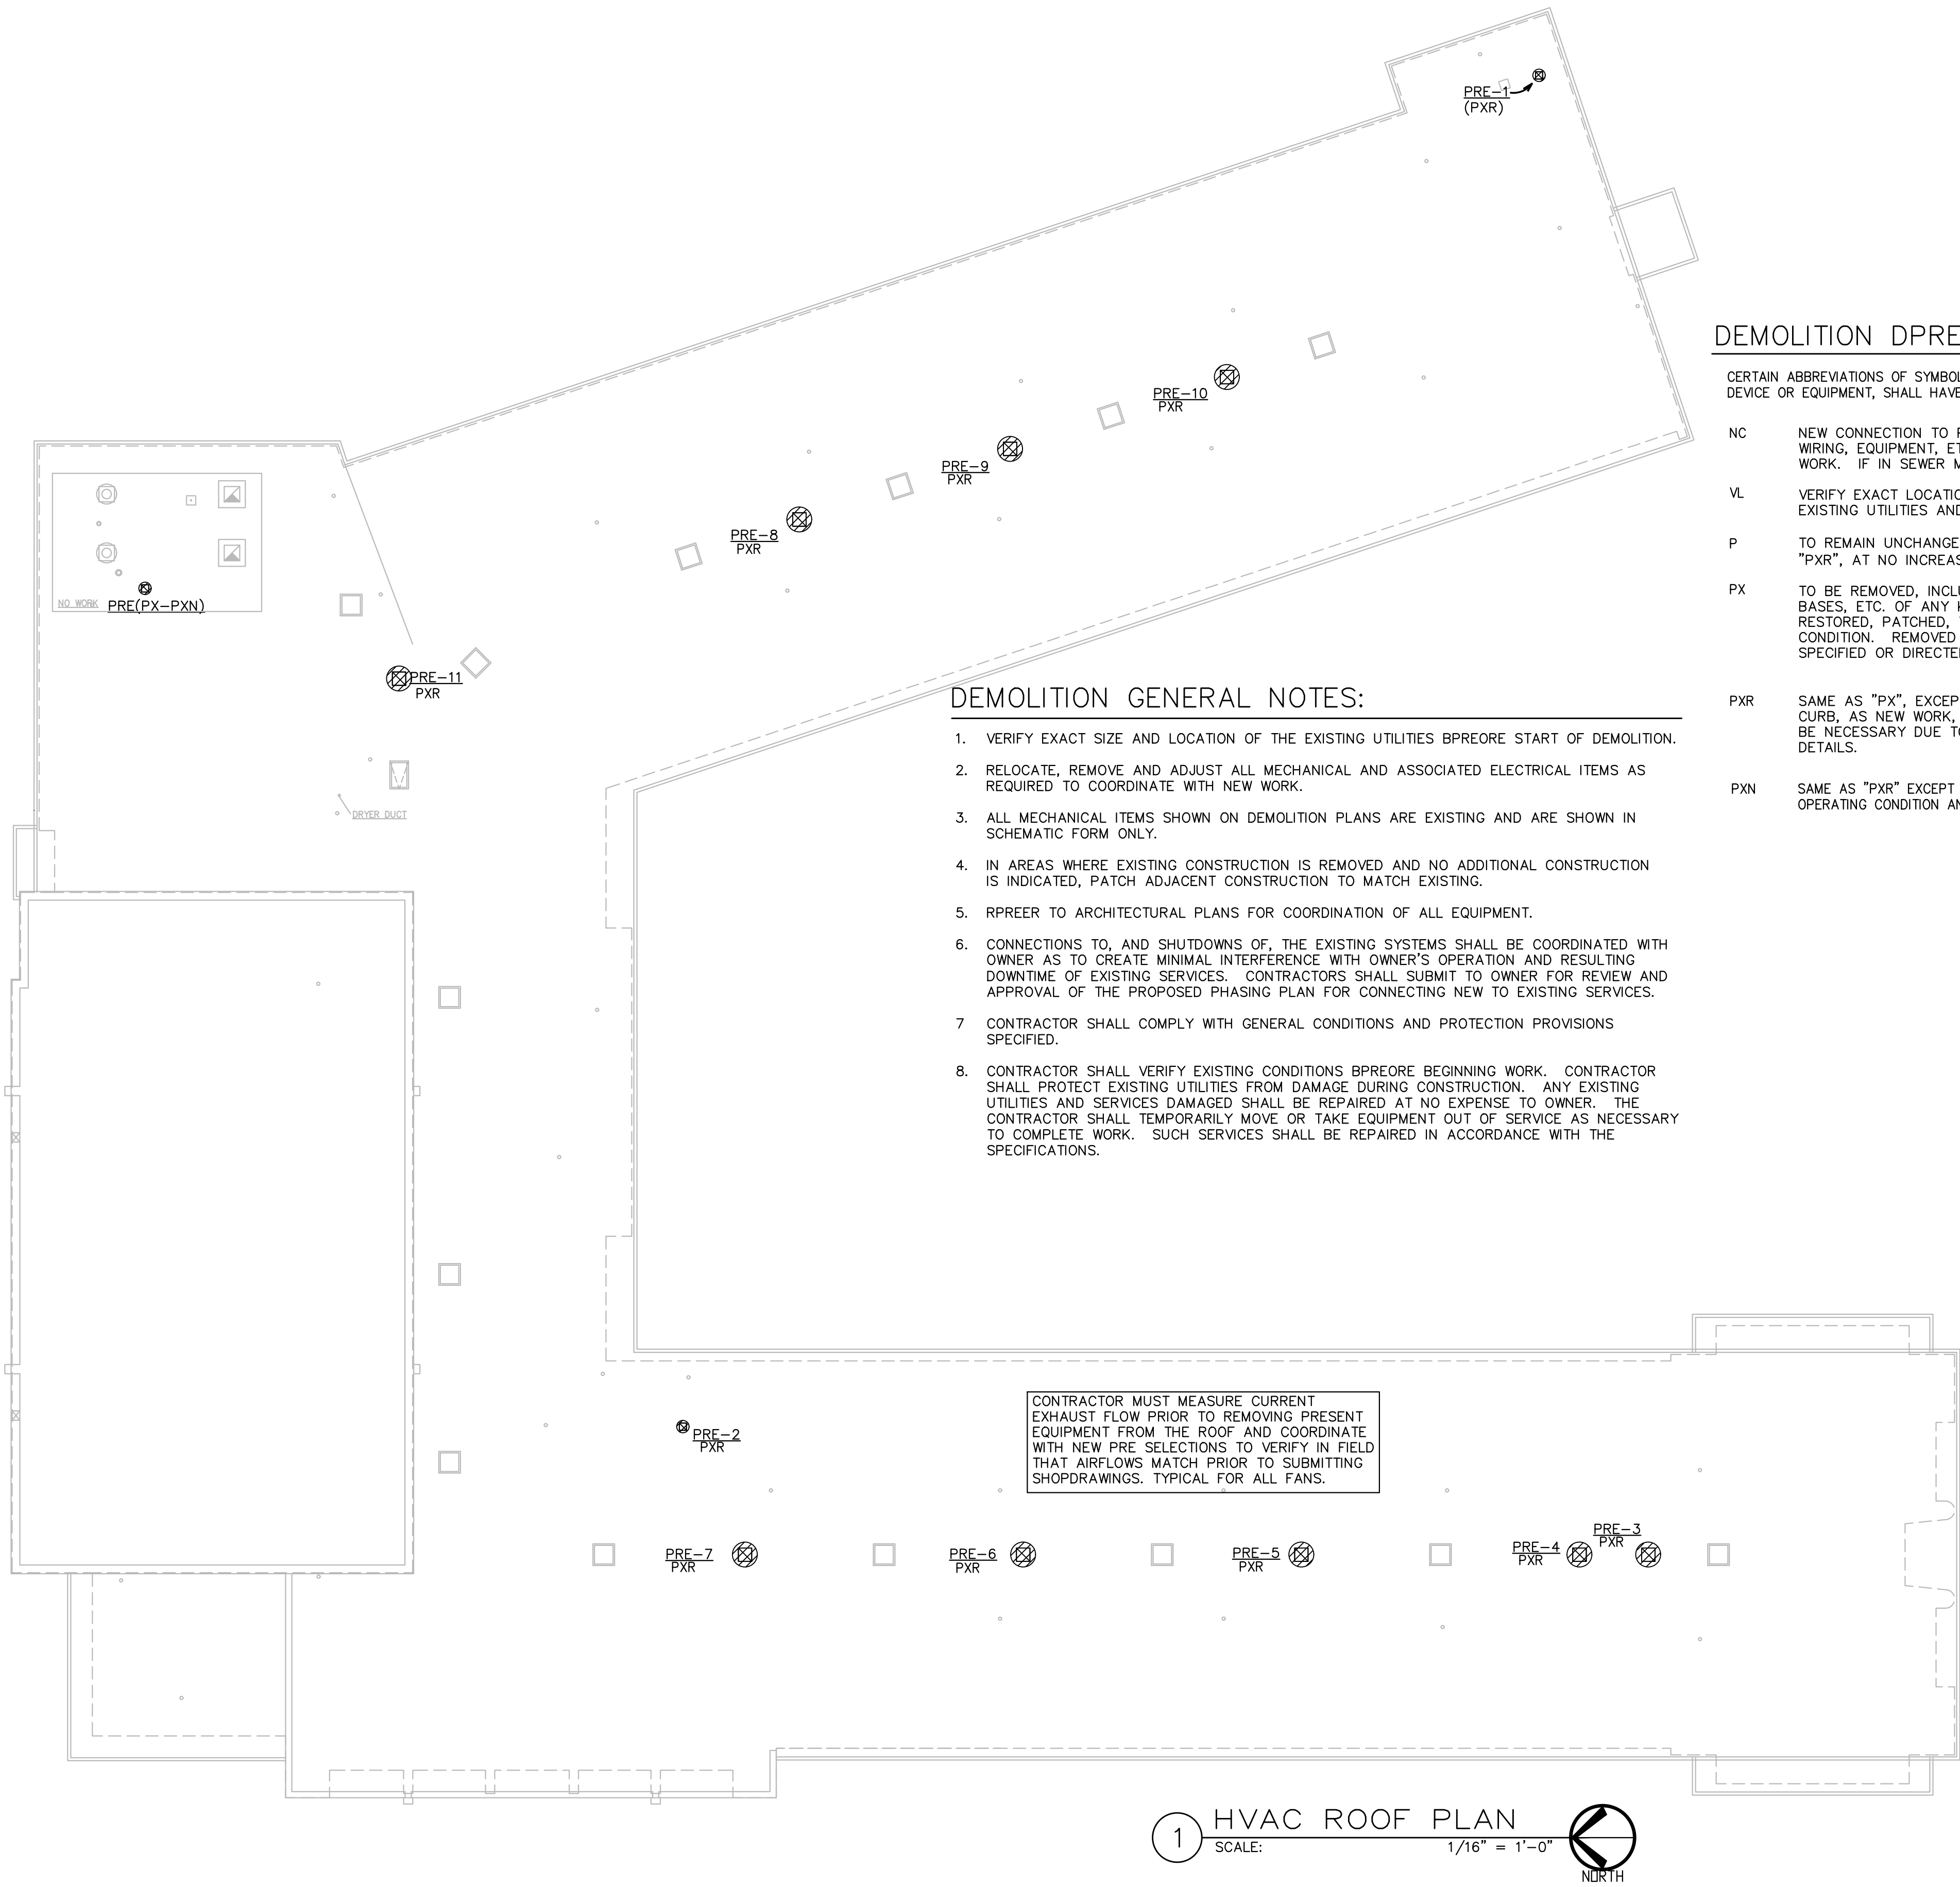 PRE-1
(PXR)
PRE-10
PXR
PRE-9
PXR
PRE-8
PXR
NO WORK
PRE(PX-PXN)
PRE-11
PXR
DRYER DUCT
DEMOLITION GENERAL NOTES:
1. VERIFY EXACT SIZE AND LOCATION OF THE EXISTING UTILITIES BPREORE START OF DEMOLITION.
2. RELOCATE, REMOVE AND ADJUST ALL MECHANICAL AND ASSOCIATED ELECTRICAL ITEMS AS
REQUIRED TO COORDINATE WITH NEW WORK.
3. ALL MECHANICAL ITEMS SHOWN ON DEMOLITION PLANS ARE EXISTING AND ARE SHOWN IN
SCHEMATIC FORM ONLY.
4. IN AREAS WHERE EXISTING CONSTRUCTION IS REMOVED AND NO ADDITIONAL CONSTRUCTION
IS INDICATED, PATCH ADJACENT CONSTRUCTION TO MATCH EXISTING.
5. RPREER TO ARCHITECTURAL PLANS FOR COORDINATION OF ALL EQUIPMENT.
6. CONNECTIONS TO, AND SHUTDOWNS OF, THE EXISTING SYSTEMS SHALL BE COORDINATED WITH
OWNER AS TO CREATE MINIMAL INTERFERENCE WITH OWNER'S OPERATION AND RESULTING
DOWNTIME OF EXISTING SERVICES. CONTRACTORS SHALL SUBMIT TO OWNER FOR REVIEW AND
APPROVAL OF THE PROPOSED PHASING PLAN FOR CONNECTING NEW TO EXISTING SERVICES.
7 CONTRACTOR SHALL COMPLY WITH GENERAL CONDITIONS AND PROTECTION PROVISIONS
SPECIFIED.
8. CONTRACTOR SHALL VERIFY EXISTING CONDITIONS BPREORE BEGINNING WORK. CONTRACTOR
SHALL PROTECT EXISTING UTILITIES FROM DAMAGE DURING CONSTRUCTION. ANY EXISTING
UTILITIES AND SERVICES DAMAGED SHALL BE REPAIRED AT NO EXPENSE TO OWNER. THE
CONTRACTOR SHALL TEMPORARILY MOVE OR TAKE EQUIPMENT OUT OF SERVICE AS NECESSARY
TO COMPLETE WORK. SUCH SERVICES SHALL BE REPAIRED IN ACCORDANCE WITH THE
SPECIFICATIONS.
DEMOLITION DPRE
CERTAIN ABBREVIATIONS OF SYMBOL
DEVICE OR EQUIPMENT, SHALL HAVE
NC NEW CONNECTION TO
WIRING, EQUIPMENT, ET
WORK. IF IN SEWER M
VL VERIFY EXACT LOCATIO
EXISTING UTILITIES AND
P TO REMAIN UNCHANGE
"PXR", AT NO INCREAS
PX TO BE REMOVED, INCLU
BASES, ETC. OF ANY
RESTORED, PATCHED,
CONDITION. REMOVED
SPECIFIED OR DIRECTE
PXR SAME AS "PX", EXCEP
CURB, AS NEW WORK,
BE NECESSARY DUE TO
DETAILS.
PXN SAME AS "PXR" EXCEPT
OPERATING CONDITION AN
CONTRACTOR MUST MEASURE CURRENT
EXHAUST FLOW PRIOR TO REMOVING PRESENT
EQUIPMENT FROM THE ROOF AND COORDINATE
WITH NEW PRE SELECTIONS TO VERIFY IN FIELD
THAT AIRFLOWS MATCH PRIOR TO SUBMITTING
SHOPDRAWINGS. TYPICAL FOR ALL FANS.
PRE-2
PXR
PRE-7
PXR
PRE-6
PXR
PRE-5
PXR
PRE-4
PXR
PRE-3
PXR
1 HVAC ROOF PLAN
SCALE: 1/16" = 1'-0"
NORTH